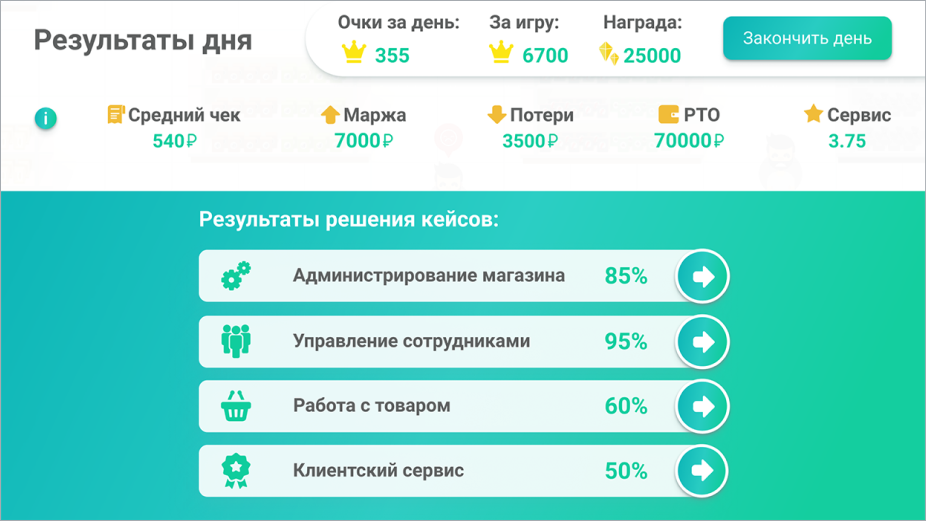 Результаты дня
Очки за день:
355
За игру:
6700
Награда:
25000
Закончить день
i
Средний чек
540₽
Маржа
7000₽
Потери
3500₽
РТО
70000₽
Сервис
3.75
Результаты решения кейсов:
Администрирование магазина 85%
Управление сотрудниками 95%
Работа с товаром 60%
Клиентский сервис 50%